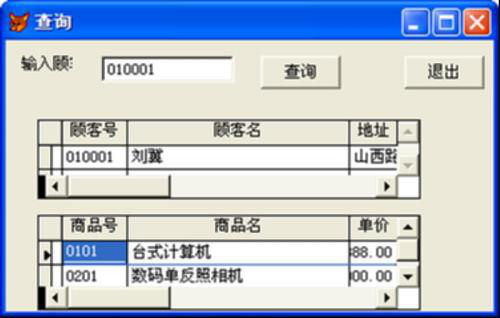 查询
输入顾 010001 查询 退出
顾客号 顾客名 地址
010001 刘冀 山西路
商品号 商品名 单价
0101 台式计算机 88.00
0201 数码单反照相机 00.00